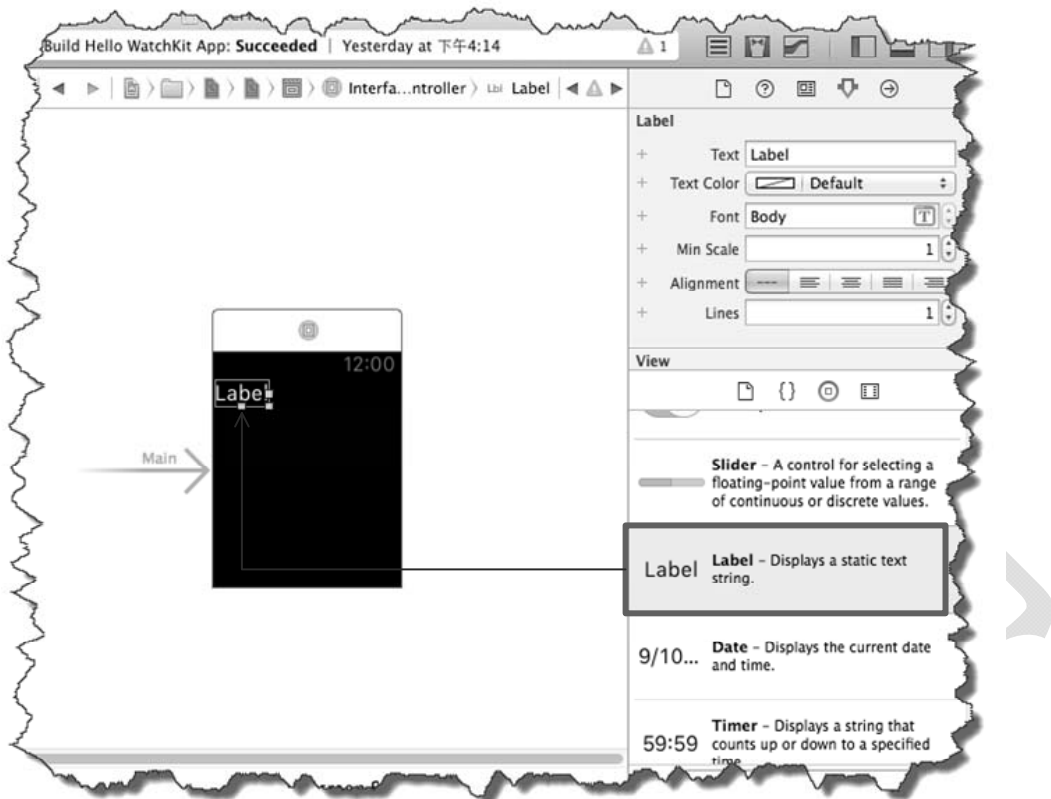 Build Hello WatchKit App: Succeeded | Yesterday at 下午4:14
1
Interfa...ntroller
Lbl Label
Label
Text Label
Text Color Default
Font Body T
Min Scale 1
Alignment ---
Lines 1
View
{}
12:00
Label
Main
Slider – A control for selecting a
floating-point value from a range
of continuous or discrete values.
Label
Label – Displays a static text
string.
9/10...
Date – Displays the current date
and time.
59:59
Timer – Displays a string that
counts up or down to a specified
time